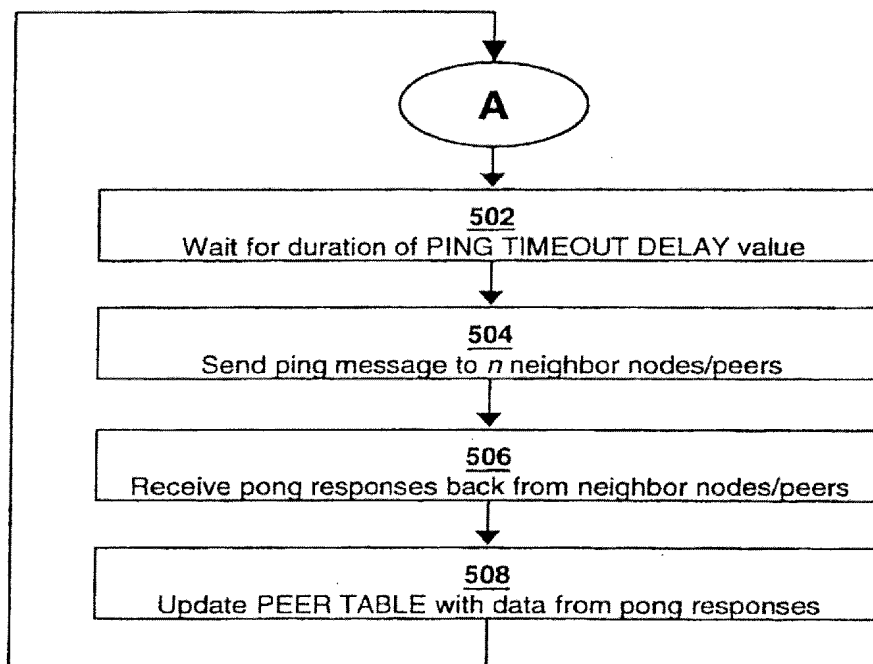 A
502
Wait for duration of PING TIMEOUT DELAY value
504
Send ping message to n neighbor nodes/peers
506
Receive pong responses back from neighbor nodes/peers
508
Update PEER TABLE with data from pong responses